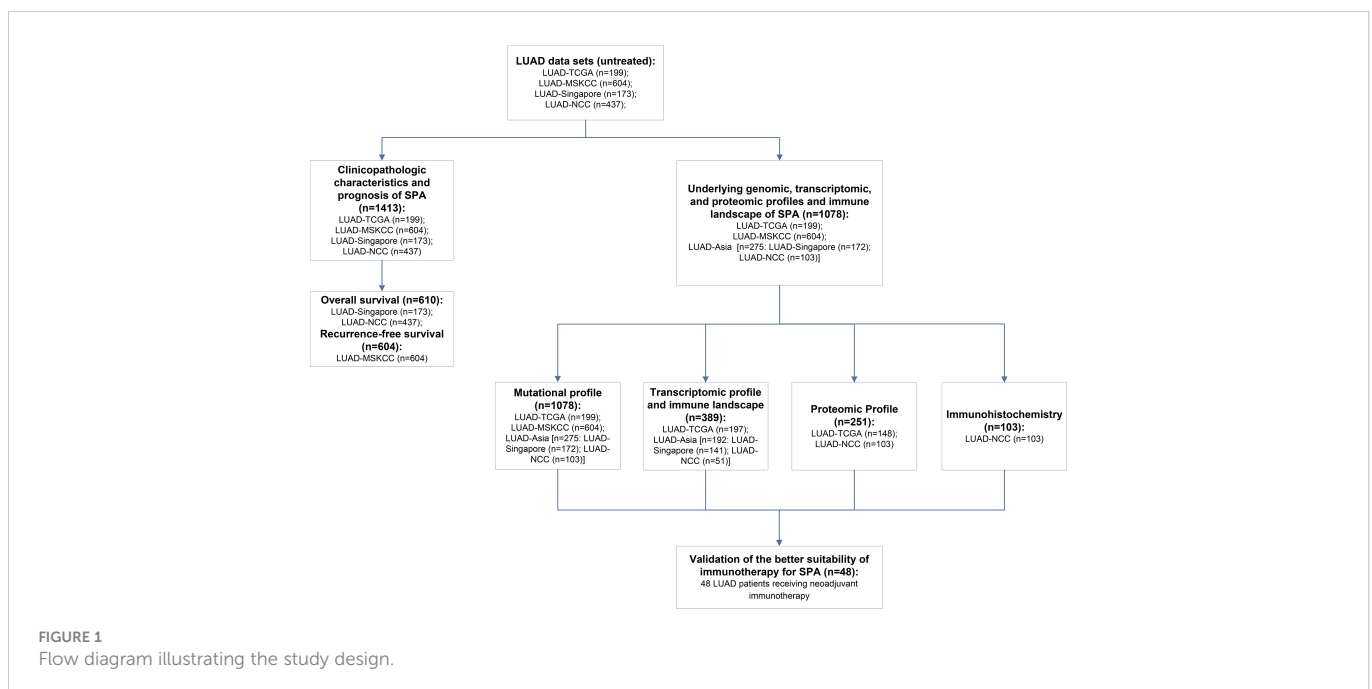 LUAD data sets (untreated):
LUAD-TCGA (n=199);
LUAD-MSKCC (n=604);
LUAD-Singapore (n=173);
LUAD-NCC (n=437);
Clinicopathologic
characteristics and
prognosis of SPA
(n=1413):
LUAD-TCGA (n=199);
LUAD-MSKCC (n=604);
LUAD-Singapore (n=173);
LUAD-NCC (n=437)
Underlying genomic, transcriptomic,
and proteomic profiles and immune
landscape of SPA (n=1078):
LUAD-TCGA (n=199);
LUAD-MSKCC (n=604);
LUAD-Asia [n=275: LUAD-Singapore (n=172);
LUAD-NCC (n=103)]
Overall survival (n=610):
LUAD-Singapore (n=173);
LUAD-NCC (n=437);
Recurrence-free survival
(n=604):
LUAD-MSKCC (n=604)
Mutational profile
(n=1078):
LUAD-TCGA (n=199);
LUAD-MSKCC (n=604);
LUAD-Asia [n=275: LUAD-
Singapore (n=172); LUAD-
NCC (n=103)]
Transcriptomic profile
and immune landscape
(n=389):
LUAD-TCGA (n=197);
LUAD-Asia [n=192: LUAD-
Singapore (n=141); LUAD-
NCC (n=51)]
Proteomic Profile
(n=251):
LUAD-TCGA (n=148);
LUAD-NCC (n=103)
Immunohistochemistry
(n=103):
LUAD-NCC (n=103)
Validation of the better suitability of
immunotherapy for SPA (n=48):
48 LUAD patients receiving neoadjuvant
immunotherapy
FIGURE 1
Flow diagram illustrating the study design.